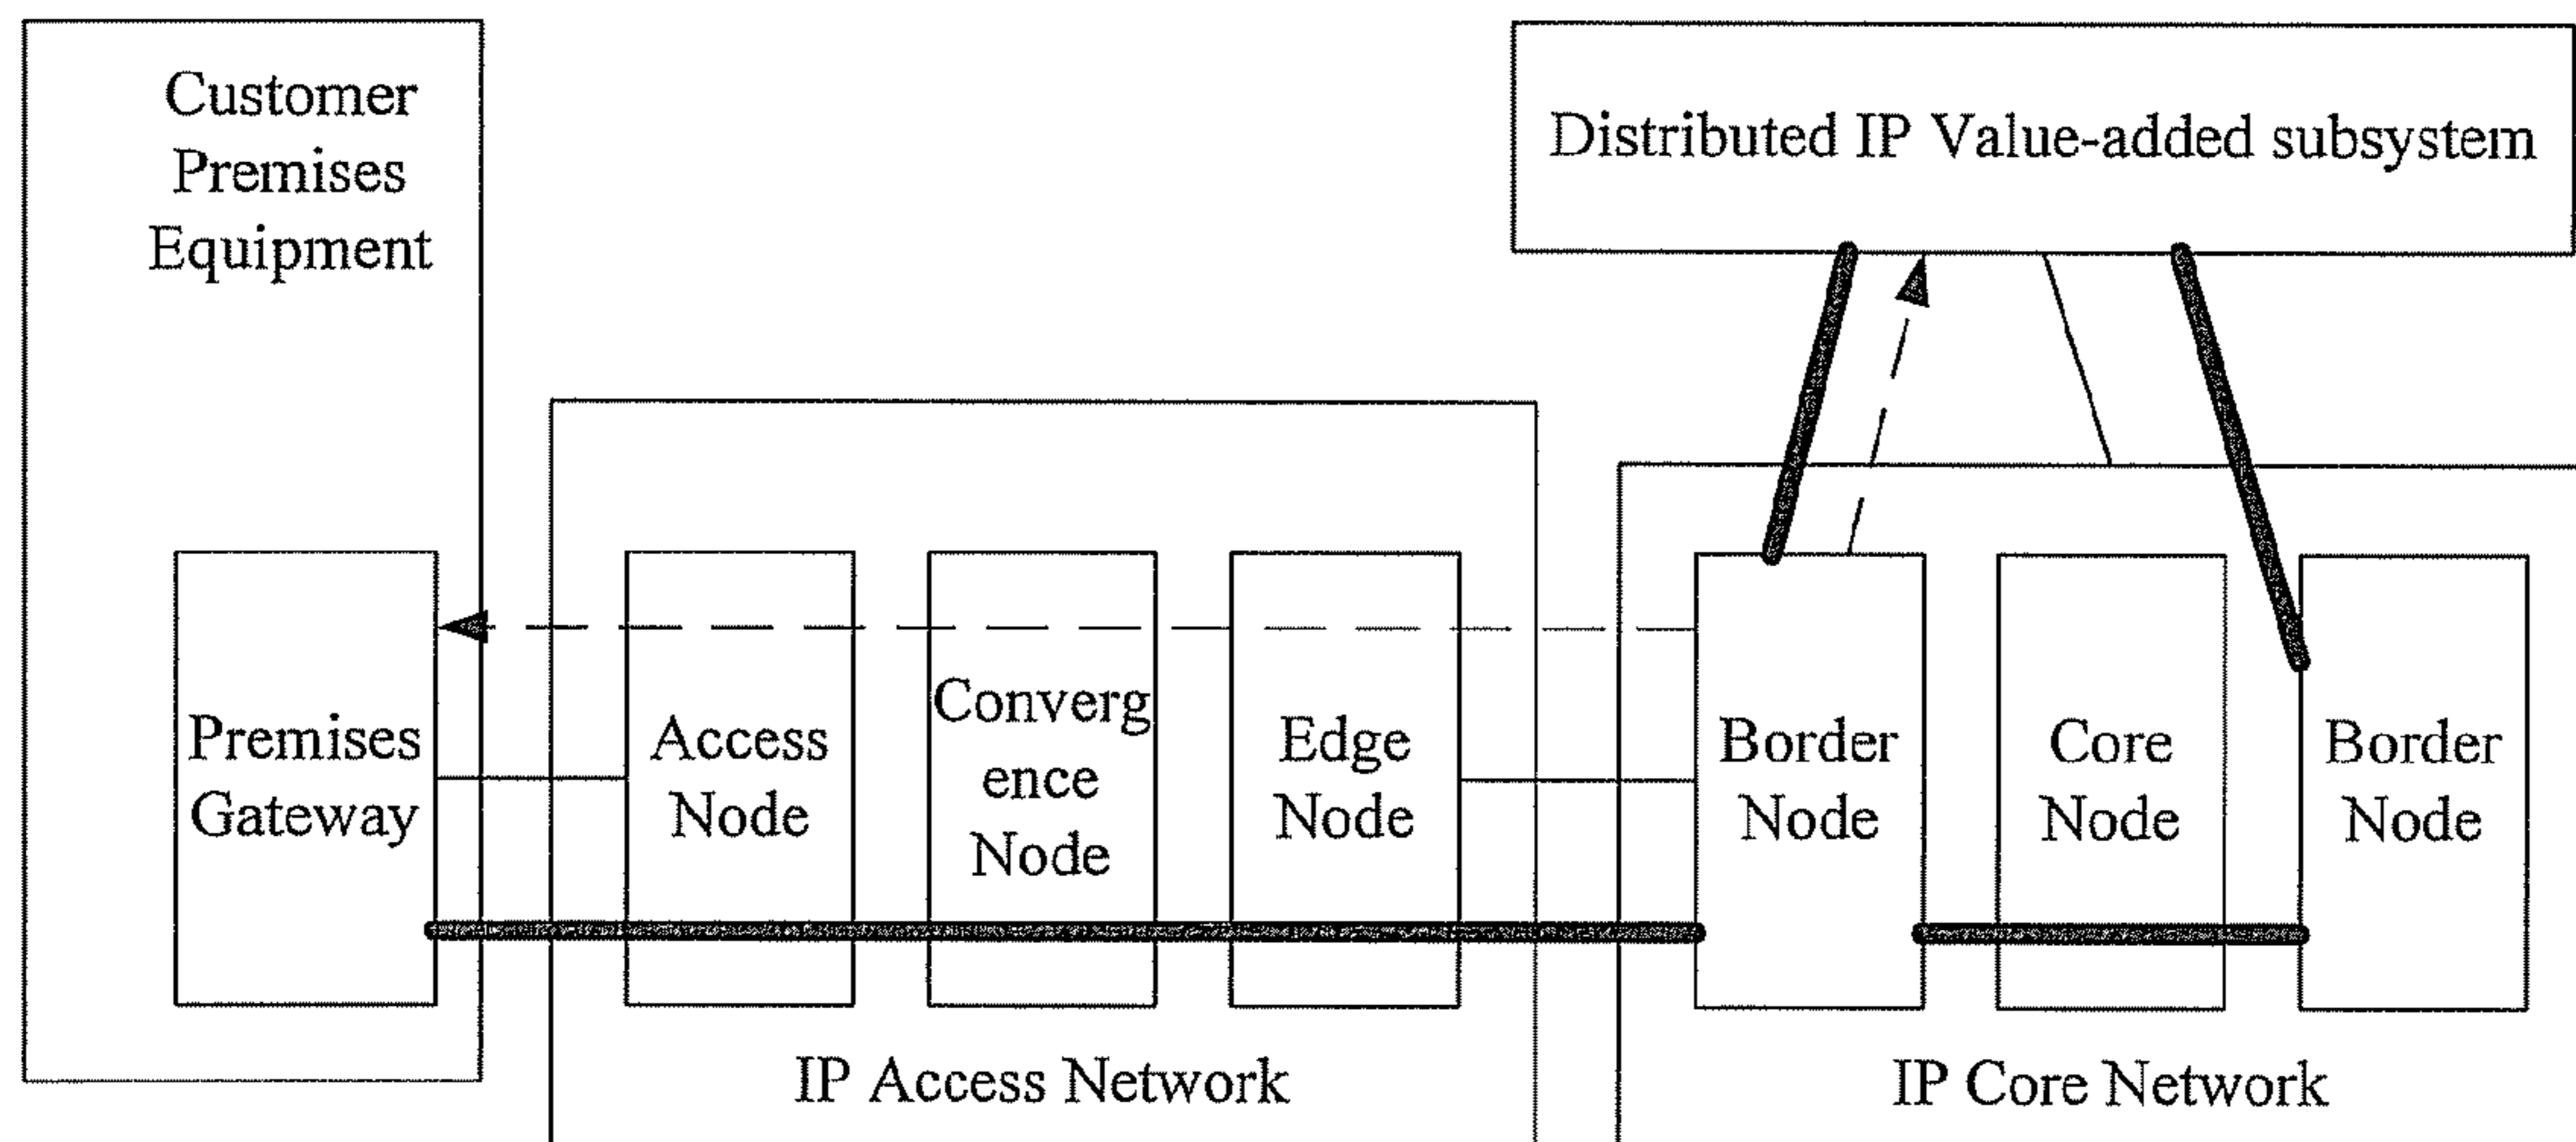 Customer
Premises
Equipment
Distributed IP Value-added subsystem
Premises
Gateway
Access
Node
Converg
ence
Node
Edge
Node
Border
Node
Core
Node
Border
Node
IP Access Network
IP Core Network